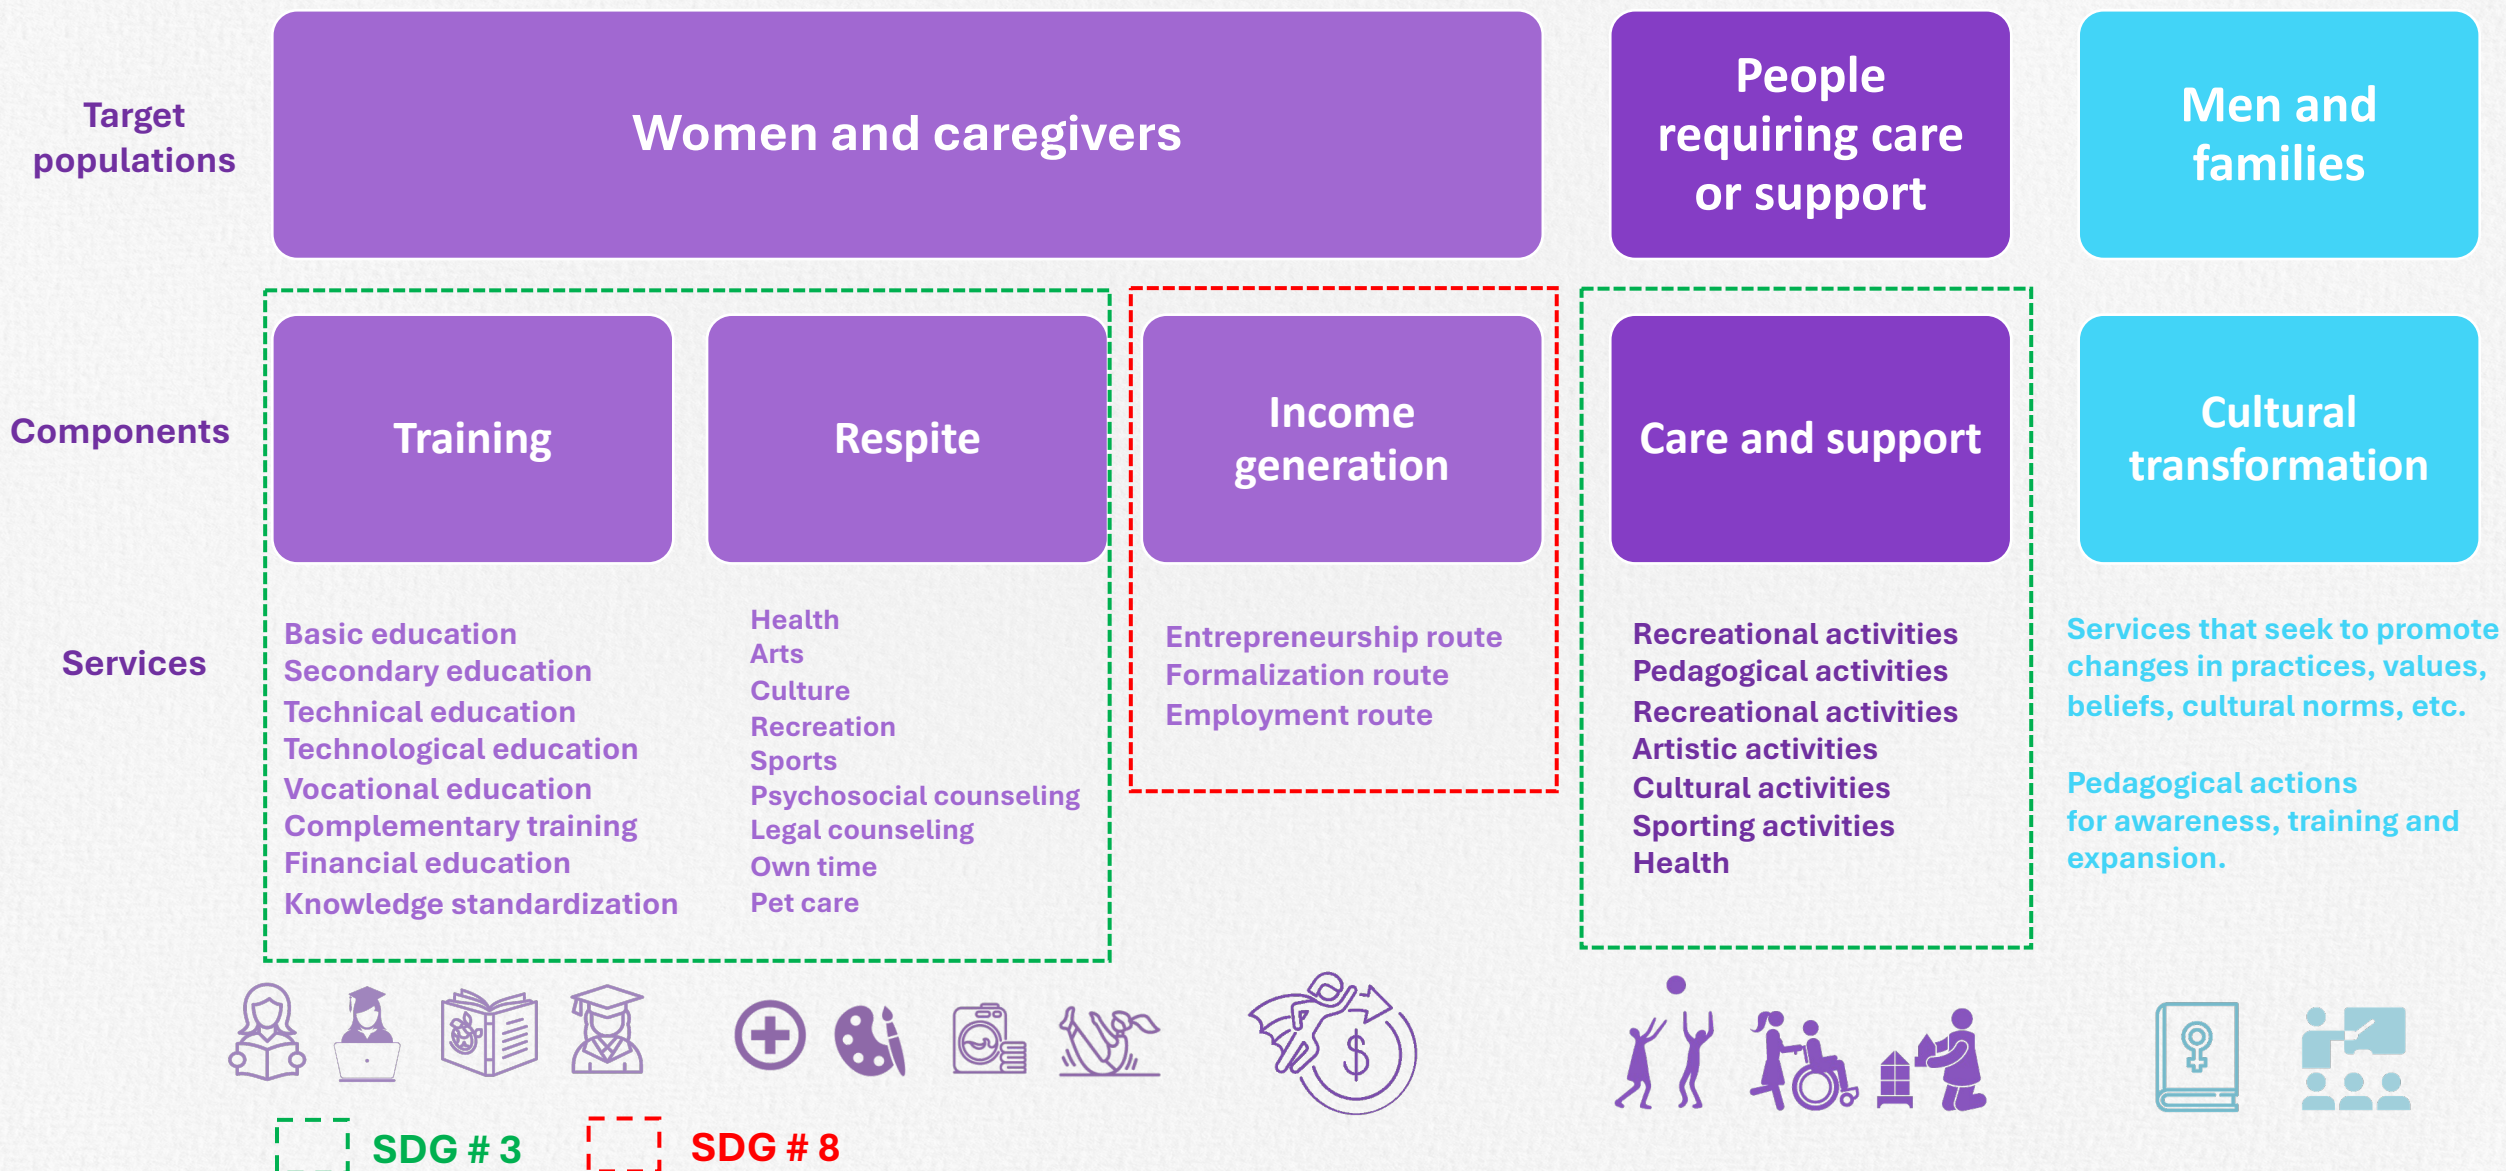 Target
populations
Women and caregivers
People
requiring care
or support
Men and
families
Components
Training
Respite
Income
generation
Care and support
Cultural
transformation
Services
Basic education
Secondary education
Technical education
Technological education
Vocational education
Complementary training
Financial education
Knowledge standardization
Health
Arts
Culture
Recreation
Sports
Psychosocial counseling
Legal counseling
Own time
Pet care
Entrepreneurship route
Formalization route
Employment route
Recreational activities
Pedagogical activities
Recreational activities
Artistic activities
Cultural activities
Sporting activities
Health
Services that seek to promote
changes in practices, values,
beliefs, cultural norms, etc.
Pedagogical actions
for awareness, training and
expansion.
$
SDG # 3
SDG # 8